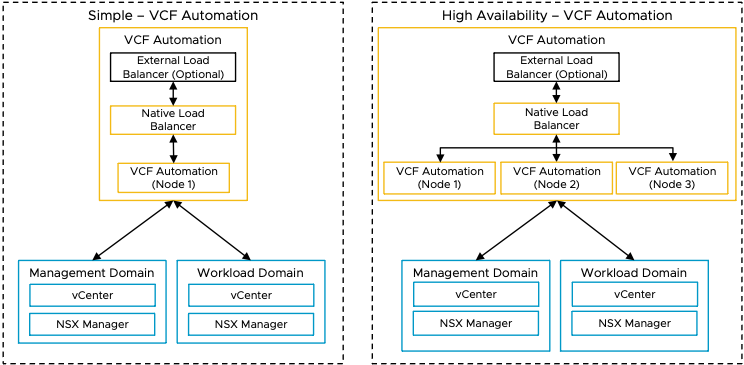 Simple – VCF Automation
VCF Automation
External Load
Balancer (Optional)
Native Load
Balancer
VCF Automation
(Node 1)
Management Domain
vCenter
NSX Manager
Workload Domain
vCenter
NSX Manager
High Availability – VCF Automation
VCF Automation
External Load
Balancer (Optional)
Native Load
Balancer
VCF Automation
(Node 1)
VCF Automation
(Node 2)
VCF Automation
(Node 3)
Management Domain
vCenter
NSX Manager
Workload Domain
vCenter
NSX Manager